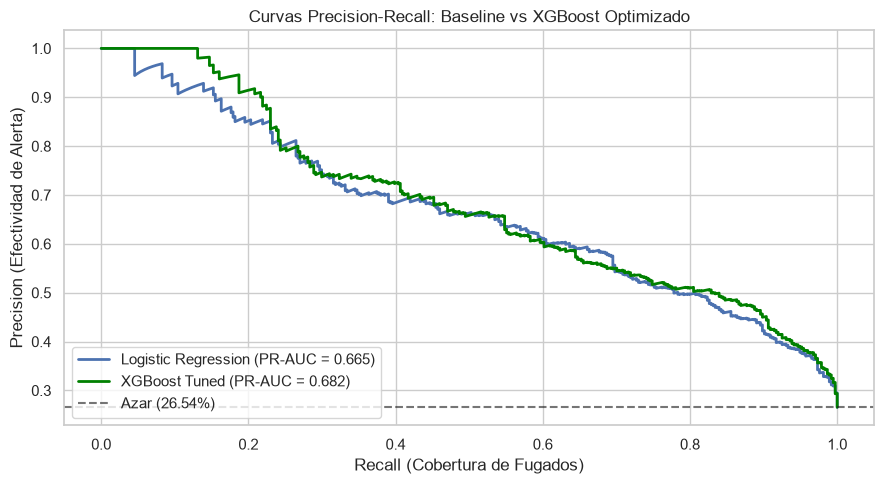 Curvas Precision-Recall: Baseline vs XGBoost Optimizado
Precision (Efectividad de Alerta)
1.0
0.9
0.8
0.7
0.6
0.5
0.4
0.3
Logistic Regression (PR-AUC = 0.665)
XGBoost Tuned (PR-AUC = 0.682)
Azar (26.54%)
0.0 0.2 0.4 0.6 0.8 1.0
Recall (Cobertura de Fugados)